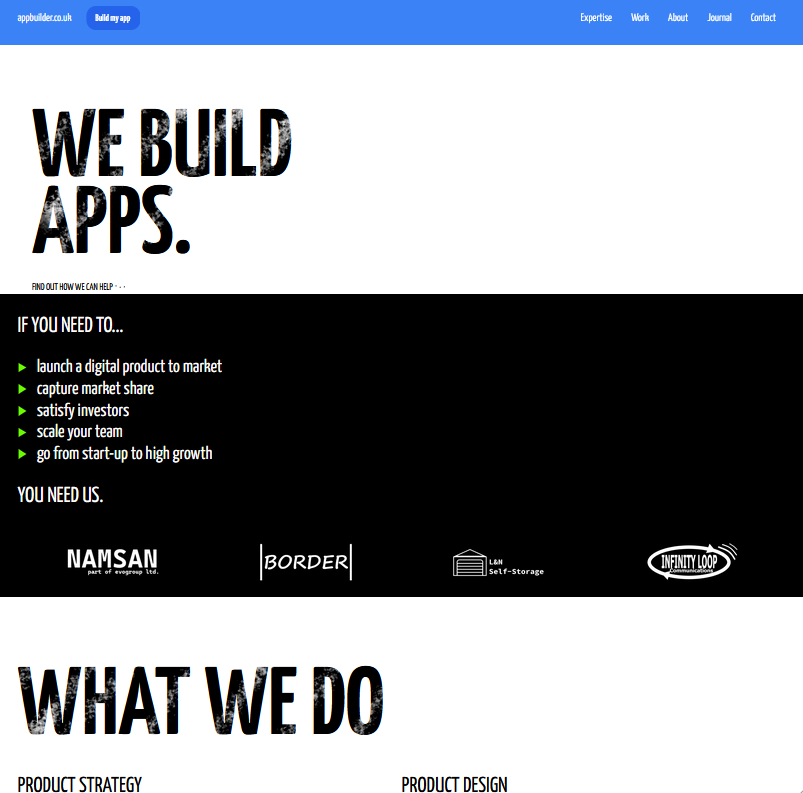 appbuilder.co.uk
Build my app
Expertise
Work
About
Journal
Contact
WE BUILD
APPS.
FIND OUT HOW WE CAN HELP · · ·
IF YOU NEED TO...
launch a digital product to market
capture market share
satisfy investors
scale your team
go from start-up to high growth
YOU NEED US.
NAMSAN
part of evogroup ltd.
BORDER
L&N
Self-Storage
INFINITY LOOP
Communications
WHAT WE DO
PRODUCT STRATEGY
PRODUCT DESIGN